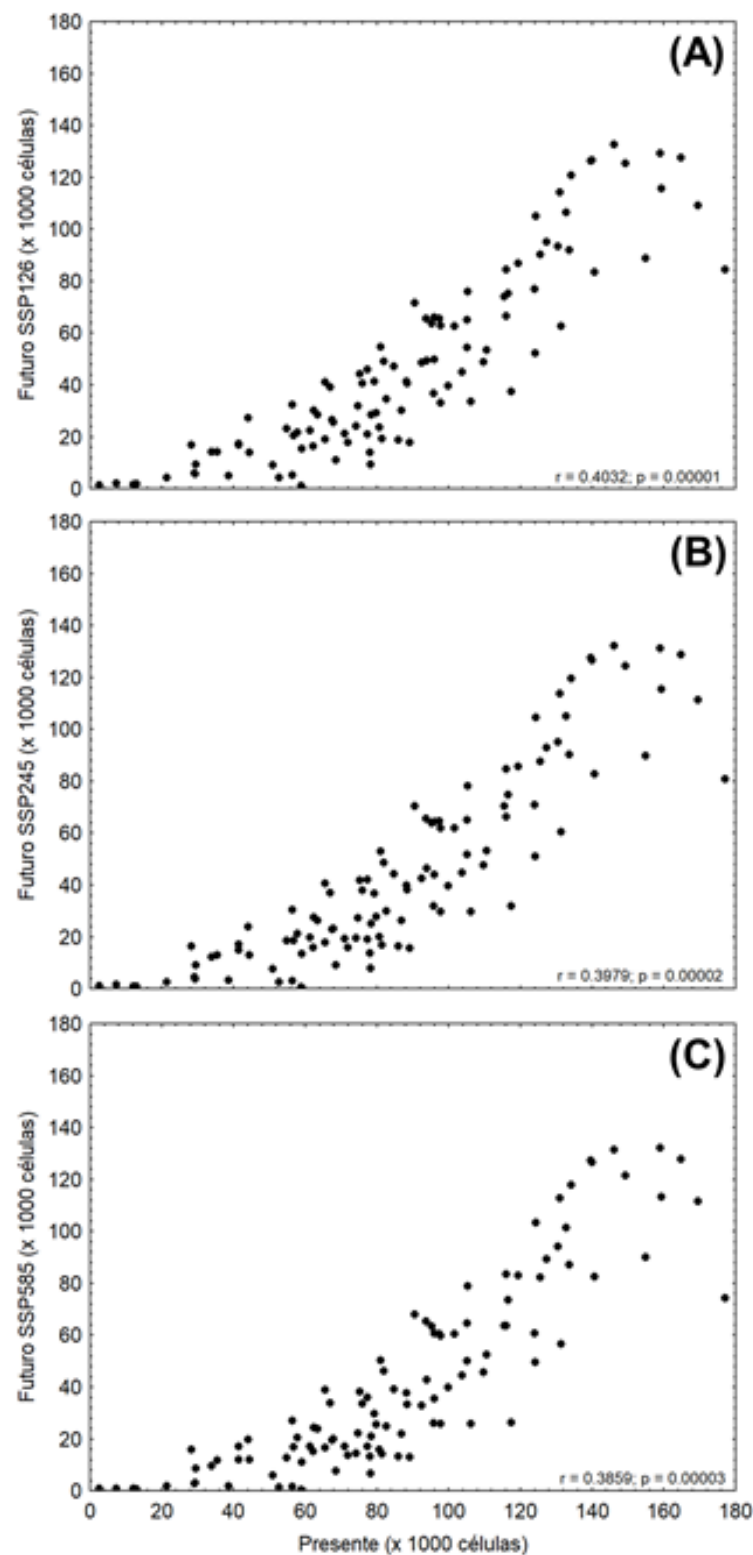 180
(A)
160
140
120
100
80
60
40
20
0
Futuro SSP126 (x 1000 células)
r = 0.4032; p = 0.00001
180
(B)
160
140
120
100
80
60
40
20
0
Futuro SSP245 (x 1000 células)
r = 0.3979; p = 0.00002
180
(C)
160
140
120
100
80
60
40
20
0
Futuro SSP585 (x 1000 células)
r = 0.3859; p = 0.00003
0 20 40 60 80 100 120 140 160 180
Presente (x 1000 células)